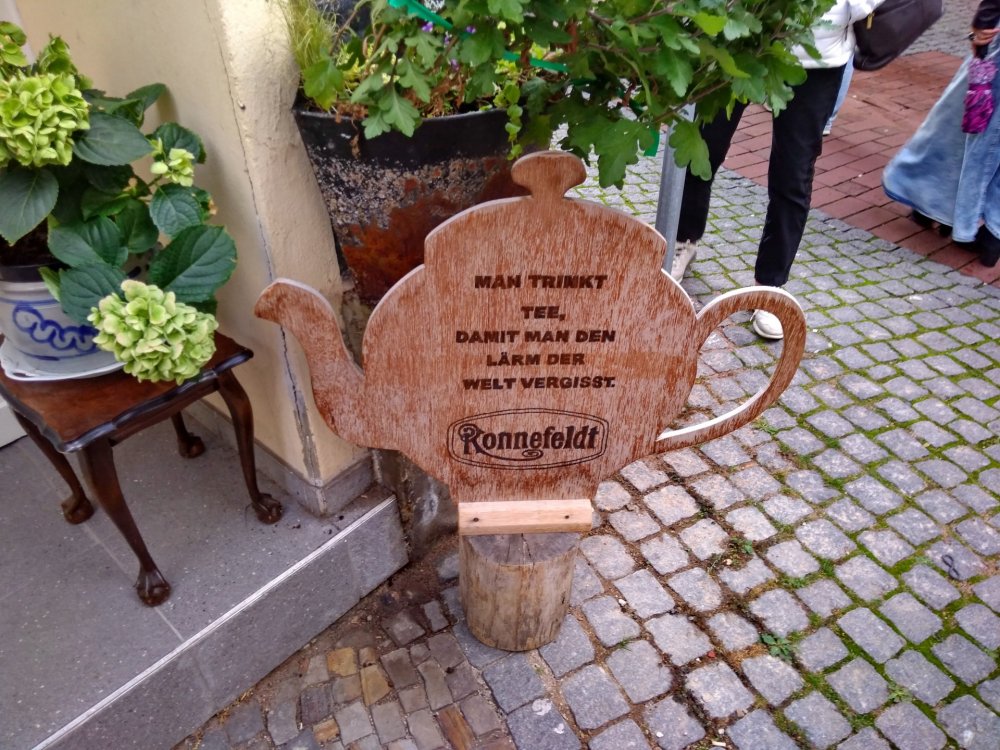 MAN TRINKT
TEE,
DAMIT MAN DEN
LÄRM DER
WELT VERGISST.
Ronnefeldt